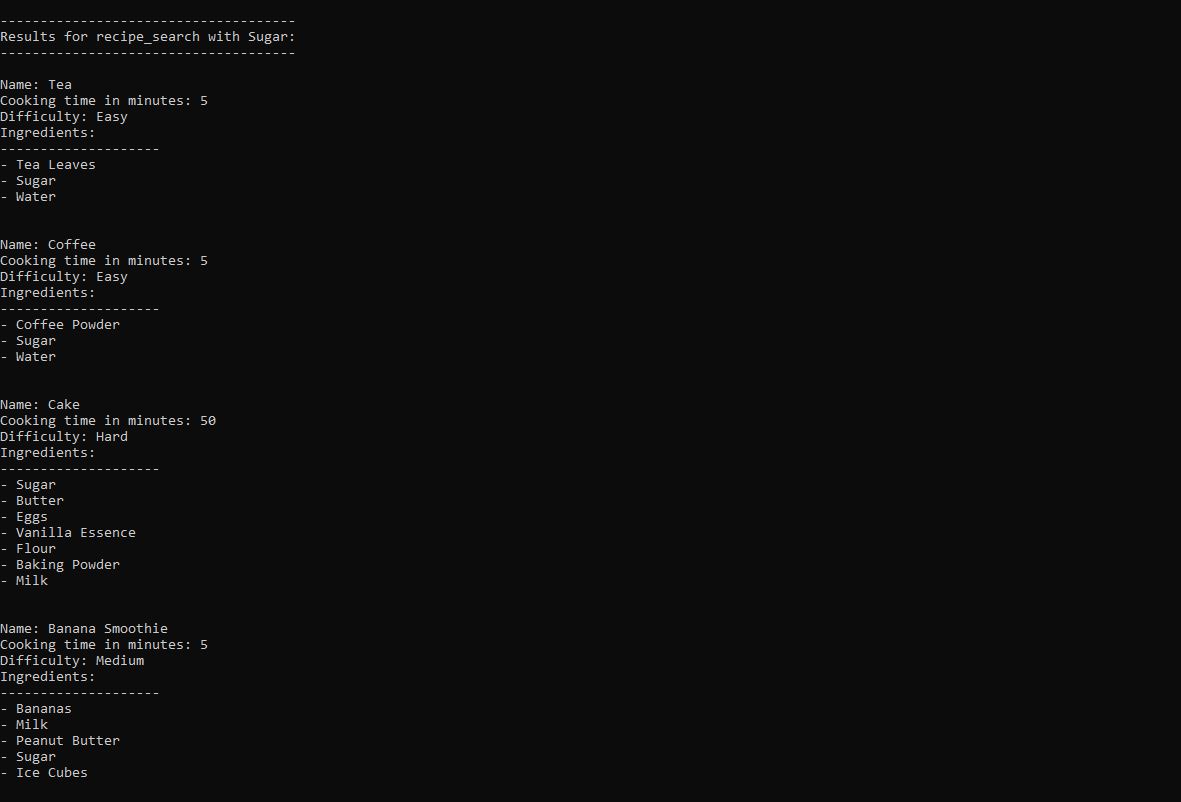 -------------------------------------
Results for recipe_search with Sugar:
-------------------------------------
Name: Tea
Cooking time in minutes: 5
Difficulty: Easy
Ingredients:
--------------------
- Tea Leaves
- Sugar
- Water
Name: Coffee
Cooking time in minutes: 5
Difficulty: Easy
Ingredients:
--------------------
- Coffee Powder
- Sugar
- Water
Name: Cake
Cooking time in minutes: 50
Difficulty: Hard
Ingredients:
--------------------
- Sugar
- Butter
- Eggs
- Vanilla Essence
- Flour
- Baking Powder
- Milk
Name: Banana Smoothie
Cooking time in minutes: 5
Difficulty: Medium
Ingredients:
--------------------
- Bananas
- Milk
- Peanut Butter
- Sugar
- Ice Cubes